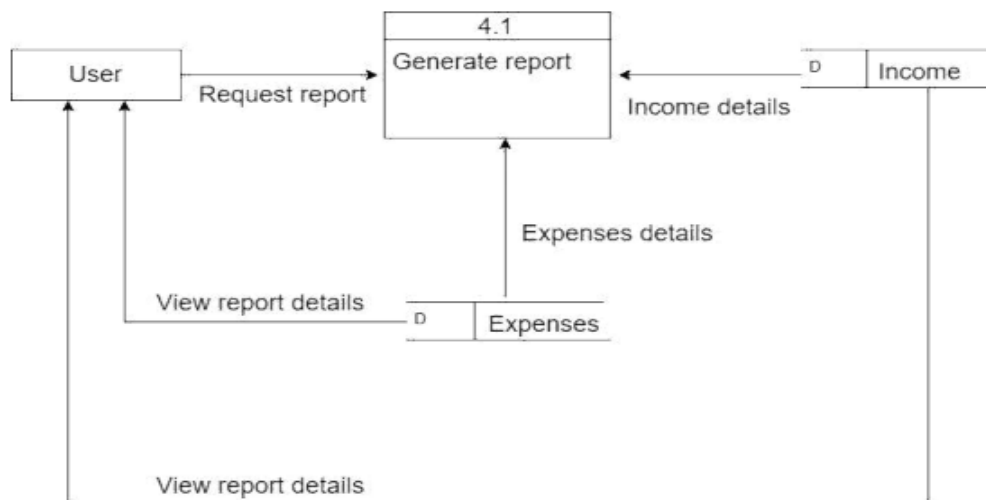 4.1
User
Generate report
D
Income
Request report
Income details
Expenses details
View report details
D
Expenses
View report details